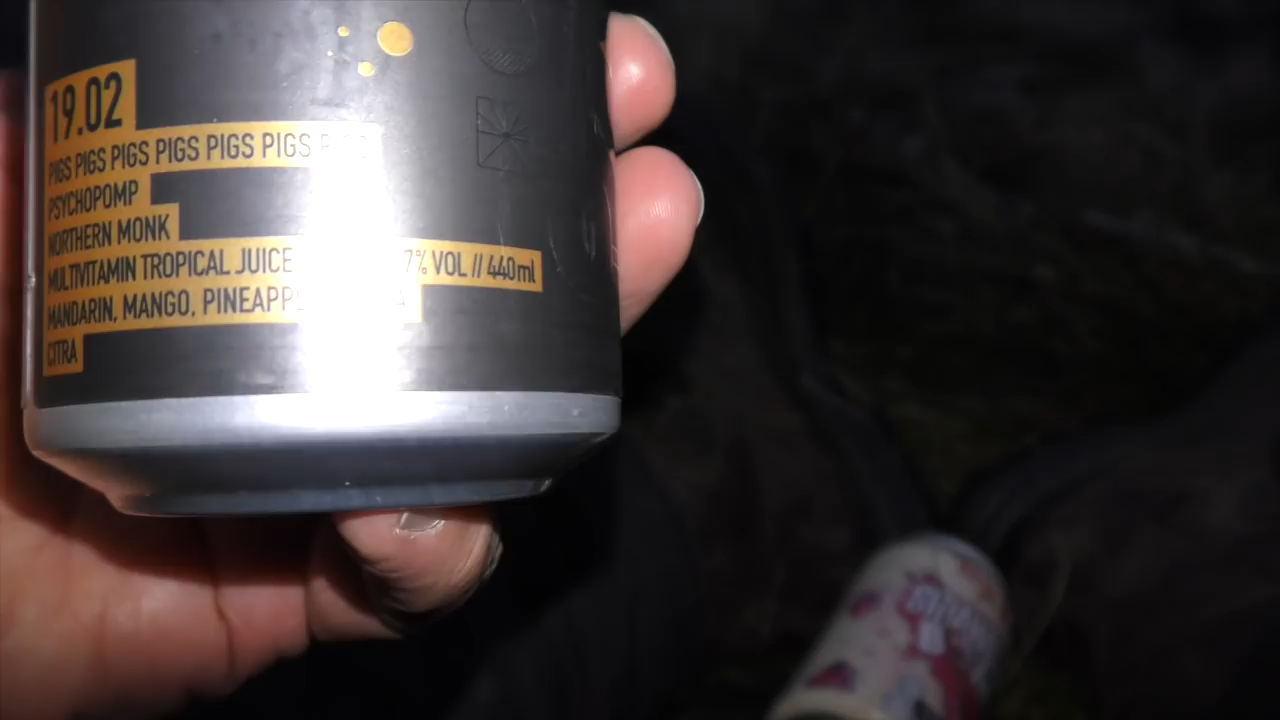 19.02
PIGS PIGS PIGS PIGS PIGS PIGS
PSYCHOPOMP
NORTHERN MONK
MULTIVITAMIN TROPICAL JUICE 7% VOL // 440ml
MANDARIN, MANGO,
CITRA